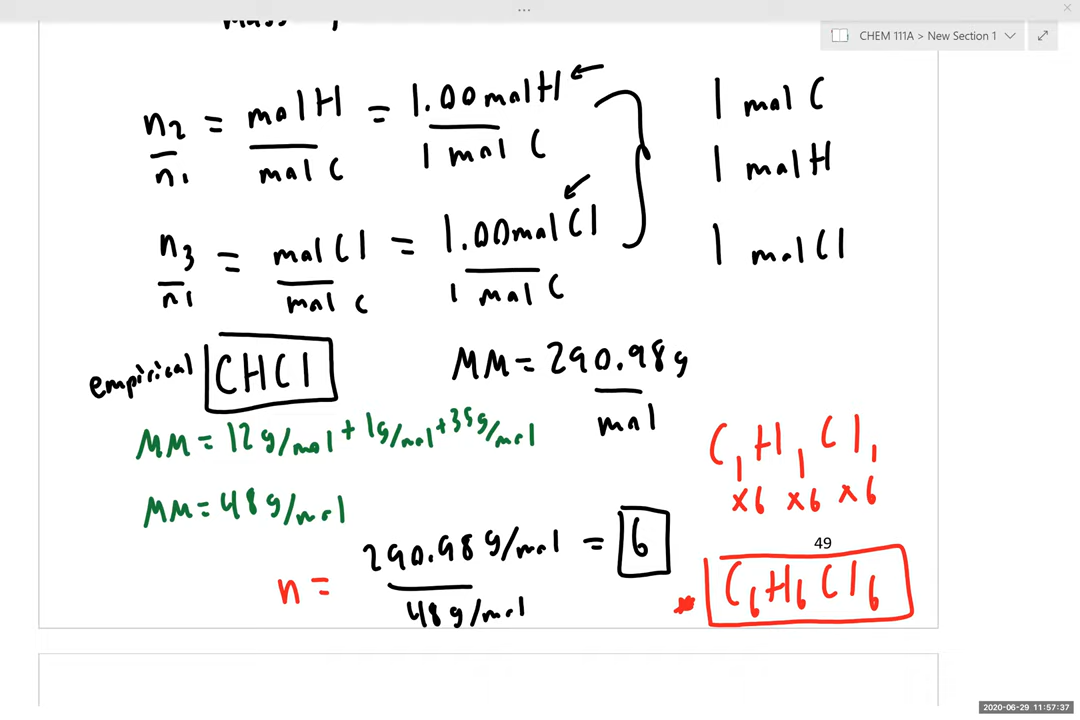 ...
CHEM 111A > New Section 1
n2/n1 = mol H/mol C = 1.00 mol H/1 mol C
1 mol C
1 mol H
n3/n1 = mol Cl/mol C = 1.00 mol Cl/1 mol C
1 mol Cl
empirical CHCl
MM = 290.98 g/mol
MM = 12 g/mol + 1g/mol + 35g/mol
MM = 48 g/mol
C1 H1 Cl1
x6 x6 x6
n = 290.98 g/mol / 48 g/mol = 6
49
* C6H6Cl6
2020-06-29 11:57:37